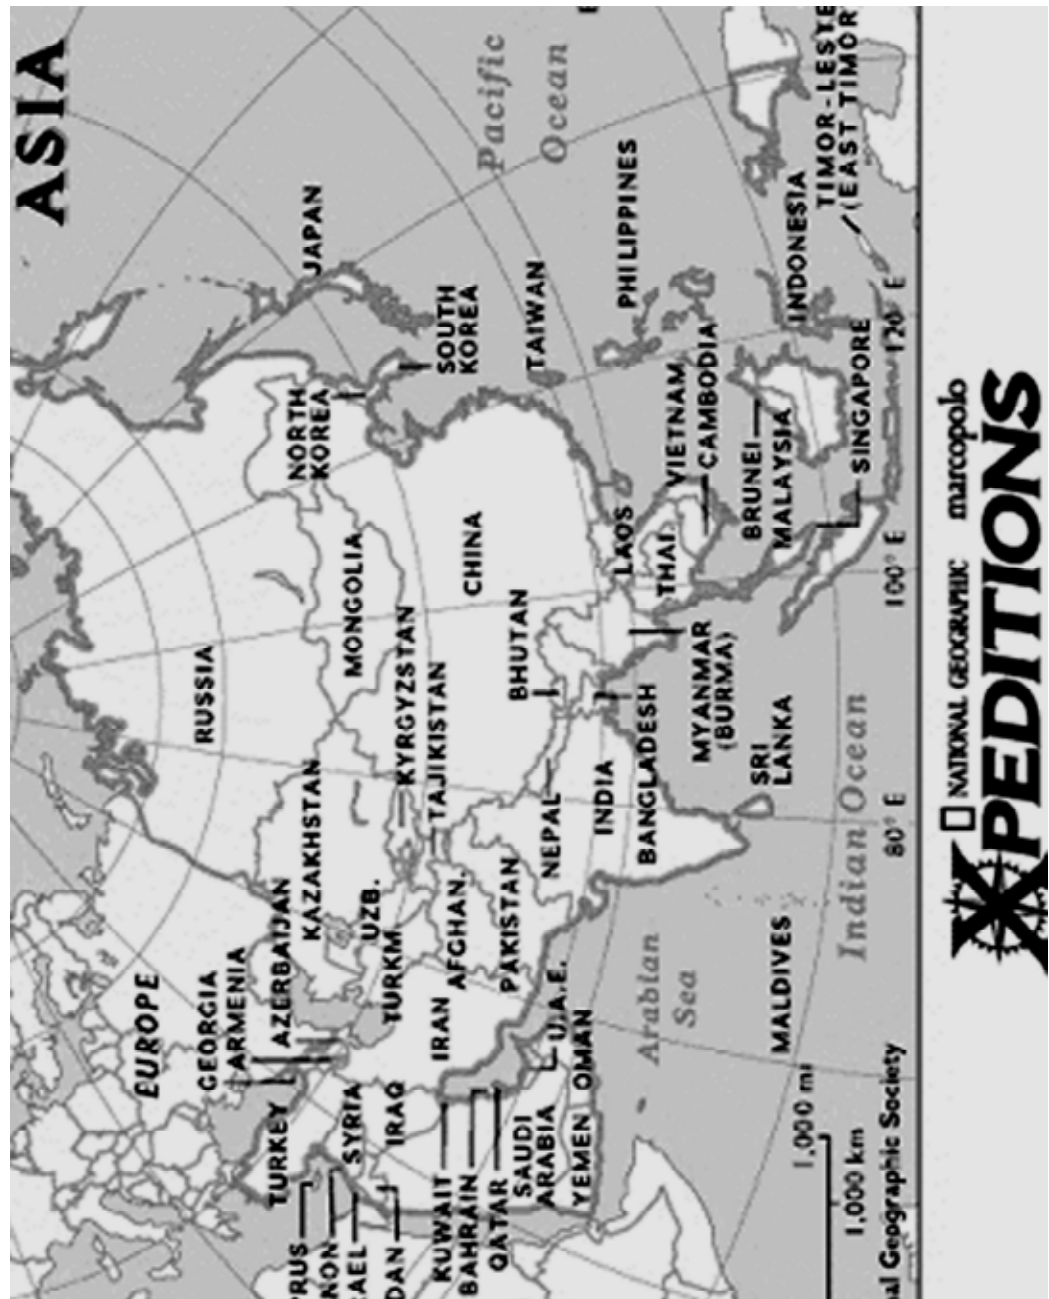 ASIA
Pacific
Ocean
EUROPE
RUSSIA
JAPAN
GEORGIA
ARMENIA
AZERBAIJAN
KAZAKHSTAN
NORTH
KOREA
SOUTH
KOREA
MONGOLIA
TURKEY
PRUS
NON
RAEL
DAN
SYRIA
IRAQ
UZB.
TURKM.
KYRGYZSTAN
TAJIKISTAN
CHINA
TAIWAN
IRAN
AFGHAN.
PAKISTAN
KUWAIT
BAHRAIN
QATAR
SAUDI
ARABIA
U.A.E.
YEMEN
OMAN
NEPAL
BHUTAN
INDIA
BANGLADESH
LAOS
THAI.
VIETNAM
CAMBODIA
PHILIPPINES
MYANMAR
(BURMA)
Arabian
Sea
SRI
LANKA
MALDIVES
BRUNEI
MALAYSIA
SINGAPORE
INDONESIA
TIMOR-LESTE
(EAST TIMOR
Indian Ocean
80° E
100° E
120° E
1,000 mi
1,000 km
al Geographic Society
NATIONAL GEOGRAPHIC marcopolo
XPEDITIONS